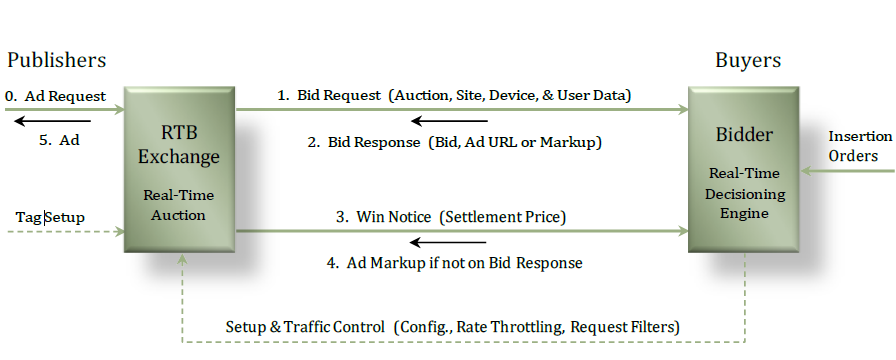 Publishers
Buyers
0. Ad Request
1. Bid Request (Auction, Site, Device, & User Data)
5. Ad
RTB
Exchange
Real-Time
Auction
2. Bid Response (Bid, Ad URL or Markup)
Bidder
Real-Time
Decisioning
Engine
Insertion
Orders
Tag Setup
3. Win Notice (Settlement Price)
4. Ad Markup if not on Bid Response
Setup & Traffic Control (Config., Rate Throttling, Request Filters)